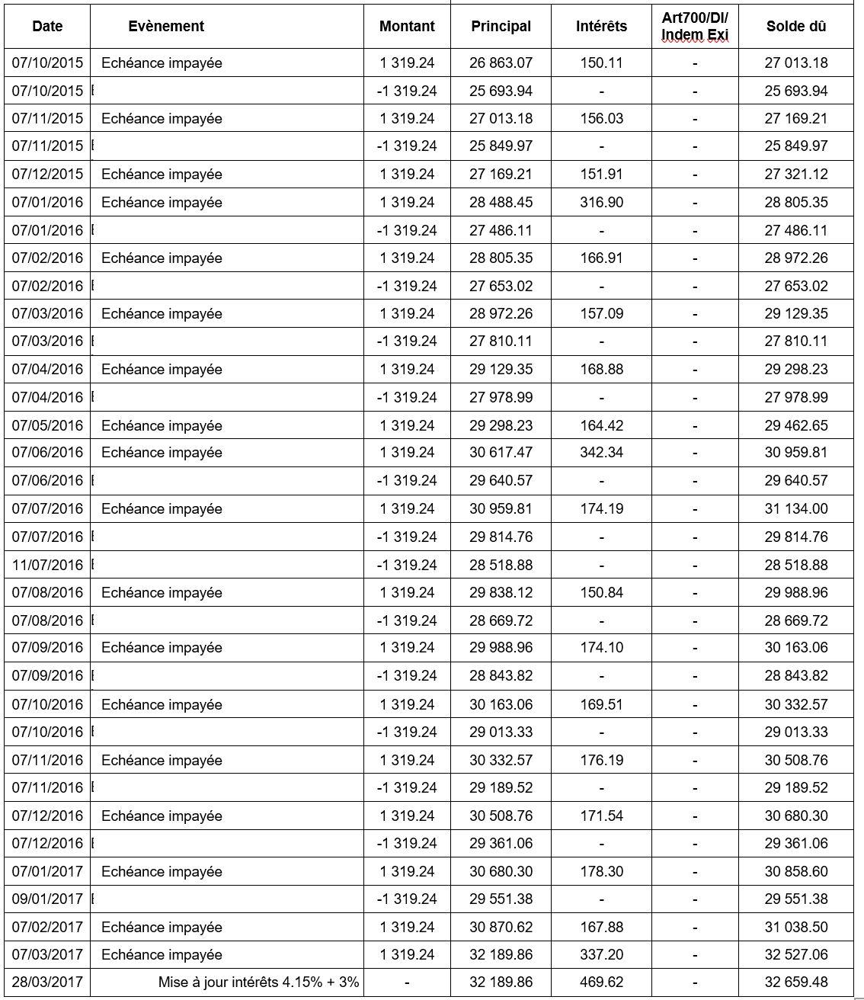 Date Evènement Montant Principal Intérêts Art700/DI/ Indem Exi Solde dû
07/10/2015 Echéance impayée 1 319.24 26 863.07 150.11 - 27 013.18
07/10/2015 -1 319.24 25 693.94 - - 25 693.94
07/11/2015 Echéance impayée 1 319.24 27 013.18 156.03 - 27 169.21
07/11/2015 -1 319.24 25 849.97 - - 25 849.97
07/12/2015 Echéance impayée 1 319.24 27 169.21 151.91 - 27 321.12
07/01/2016 Echéance impayée 1 319.24 28 488.45 316.90 - 28 805.35
07/01/2016 -1 319.24 27 486.11 - - 27 486.11
07/02/2016 Echéance impayée 1 319.24 28 805.35 166.91 - 28 972.26
07/02/2016 -1 319.24 27 653.02 - - 27 653.02
07/03/2016 Echéance impayée 1 319.24 28 972.26 157.09 - 29 129.35
07/03/2016 -1 319.24 27 810.11 - - 27 810.11
07/04/2016 Echéance impayée 1 319.24 29 129.35 168.88 - 29 298.23
07/04/2016 -1 319.24 27 978.99 - - 27 978.99
07/05/2016 Echéance impayée 1 319.24 29 298.23 164.42 - 29 462.65
07/06/2016 Echéance impayée 1 319.24 30 617.47 342.34 - 30 959.81
07/06/2016 -1 319.24 29 640.57 - - 29 640.57
07/07/2016 Echéance impayée 1 319.24 30 959.81 174.19 - 31 134.00
07/07/2016 -1 319.24 29 814.76 - - 29 814.76
11/07/2016 -1 319.24 28 518.88 - - 28 518.88
07/08/2016 Echéance impayée 1 319.24 29 838.12 150.84 - 29 988.96
07/08/2016 -1 319.24 28 669.72 - - 28 669.72
07/09/2016 Echéance impayée 1 319.24 29 988.96 174.10 - 30 163.06
07/09/2016 -1 319.24 28 843.82 - - 28 843.82
07/10/2016 Echéance impayée 1 319.24 30 163.06 169.51 - 30 332.57
07/10/2016 -1 319.24 29 013.33 - - 29 013.33
07/11/2016 Echéance impayée 1 319.24 30 332.57 176.19 - 30 508.76
07/11/2016 -1 319.24 29 189.52 - - 29 189.52
07/12/2016 Echéance impayée 1 319.24 30 508.76 171.54 - 30 680.30
07/12/2016 -1 319.24 29 361.06 - - 29 361.06
07/01/2017 Echéance impayée 1 319.24 30 680.30 178.30 - 30 858.60
09/01/2017 -1 319.24 29 551.38 - - 29 551.38
07/02/2017 Echéance impayée 1 319.24 30 870.62 167.88 - 31 038.50
07/03/2017 Echéance impayée 1 319.24 32 189.86 337.20 - 32 527.06
28/03/2017 Mise à jour intérêts 4.15% + 3% - 32 189.86 469.62 - 32 659.48